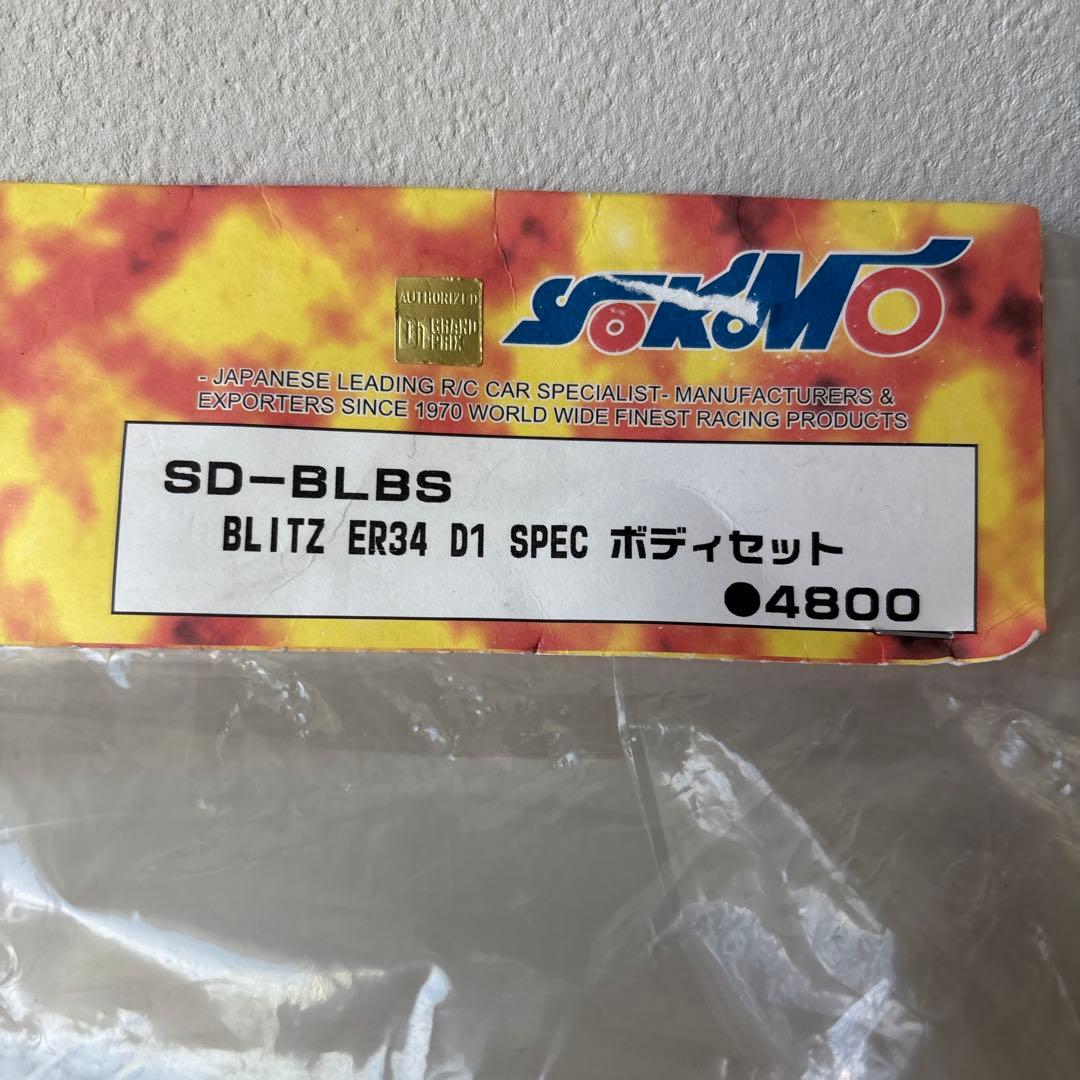 YOKOMO
AUTHORIZED
D1 GRAND
PRIX
- JAPANESE LEADING R/C CAR SPECIALIST- MANUFACTURERS &
EXPORTERS SINCE 1970 WORLD WIDE FINEST RACING PRODUCTS
SD-BLBS
BLITZ ER34 D1 SPEC ボディセット
●4800